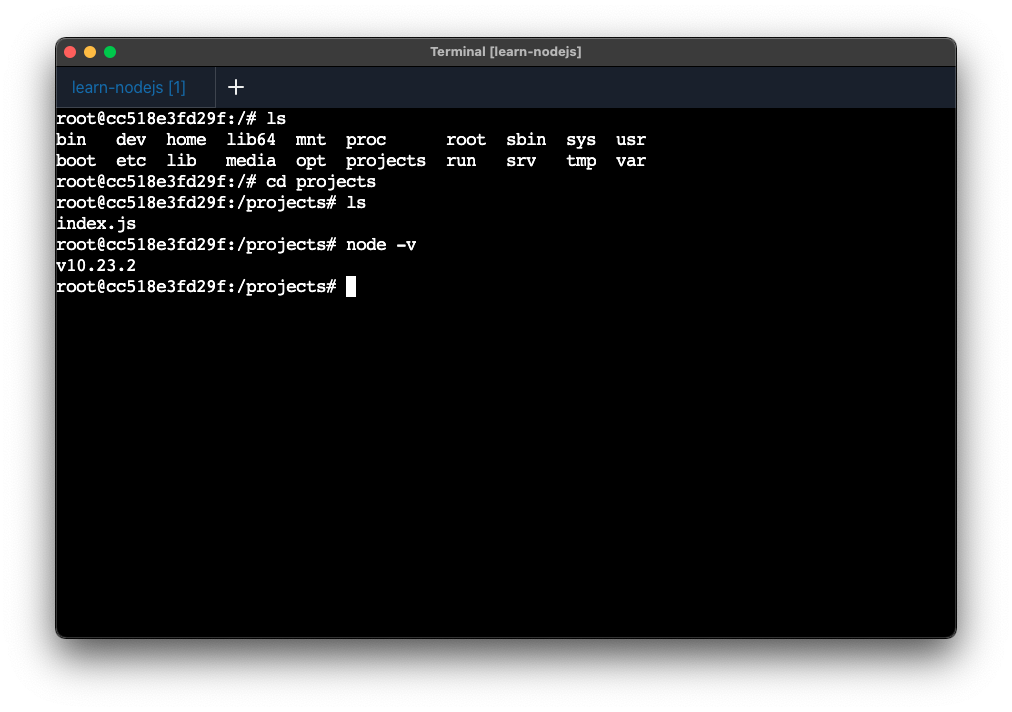 Terminal [learn-nodejs]
learn-nodejs [1] +
root@cc518e3fd29f:/# ls
bin   dev  home  lib64  mnt  proc      root  sbin  sys  usr
boot  etc  lib   media  opt  projects  run   srv   tmp  var
root@cc518e3fd29f:/# cd projects
root@cc518e3fd29f:/projects# ls
index.js
root@cc518e3fd29f:/projects# node -v
v10.23.2
root@cc518e3fd29f:/projects#